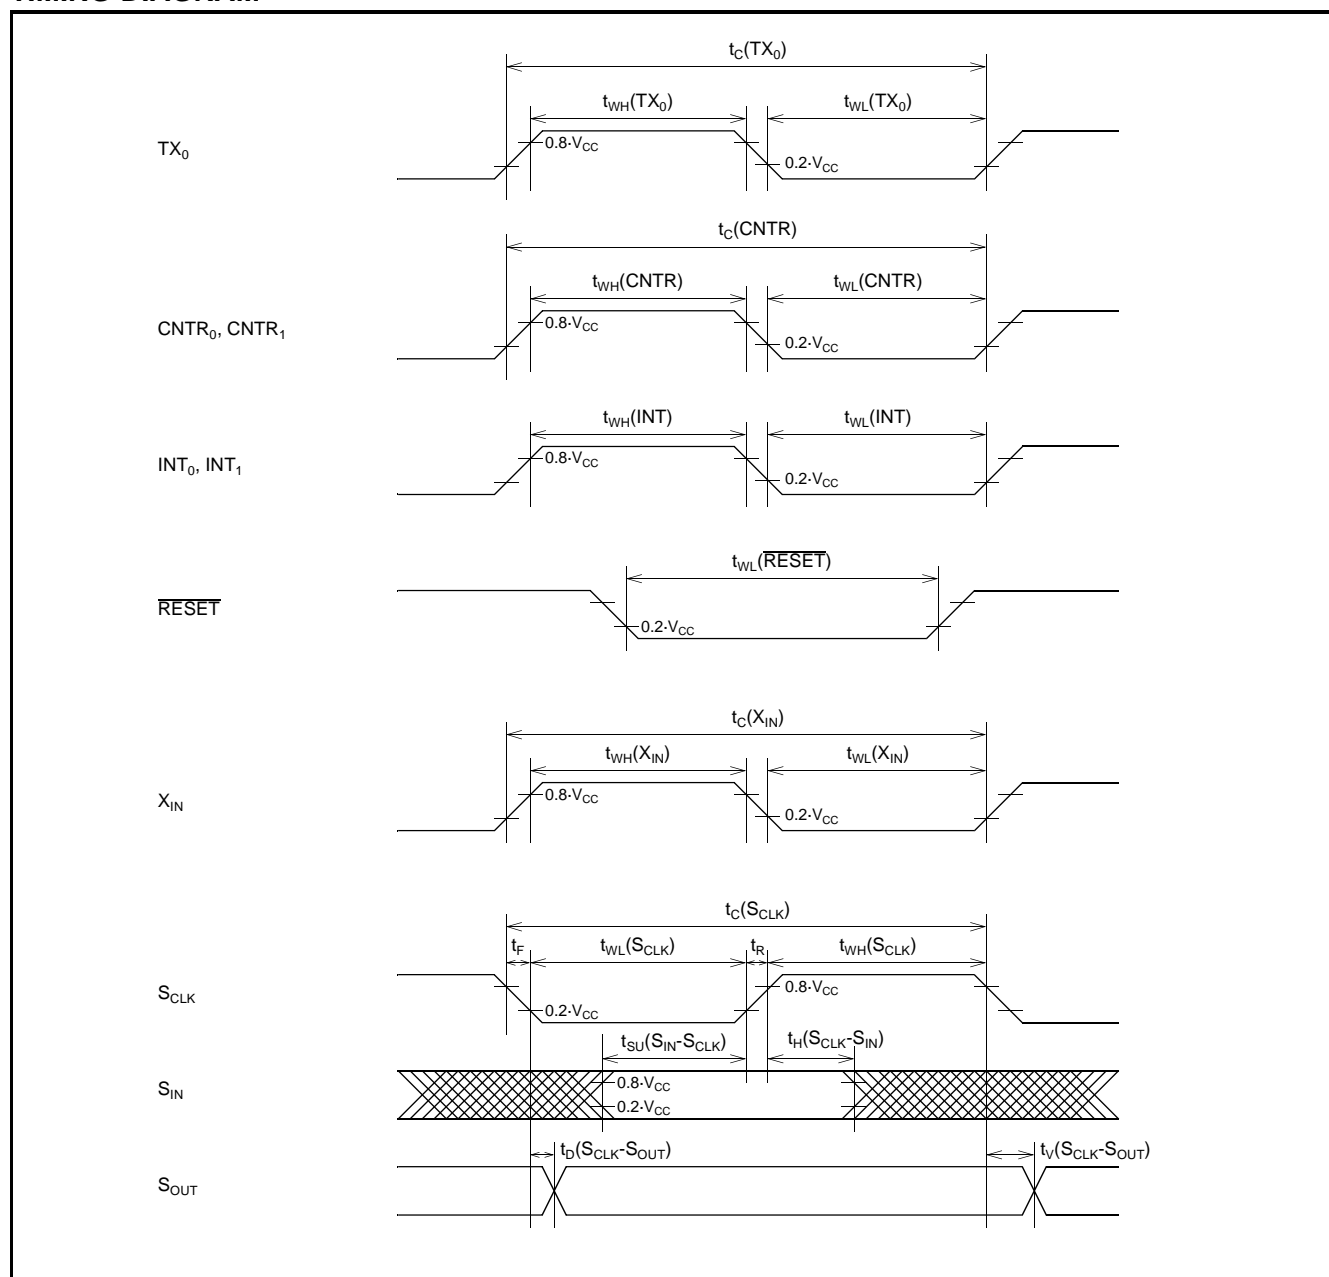 TIMING DIAGRAM
tC(TX0)
tWH(TX0) tWL(TX0)
TX0 0.8·VCC 0.2·VCC
tC(CNTR)
tWH(CNTR) tWL(CNTR)
CNTR0, CNTR1 0.8·VCC 0.2·VCC
tWH(INT) tWL(INT)
INT0, INT1 0.8·VCC 0.2·VCC
tWL(RESET)
RESET 0.2·VCC
tC(XIN)
tWH(XIN) tWL(XIN)
XIN 0.8·VCC 0.2·VCC
tC(SCLK)
tF tWL(SCLK) tR tWH(SCLK)
SCLK 0.2·VCC 0.8·VCC
tSU(SIN-SCLK) tH(SCLK-SIN)
SIN 0.8·VCC
0.2·VCC
tD(SCLK-SOUT) tV(SCLK-SOUT)
SOUT